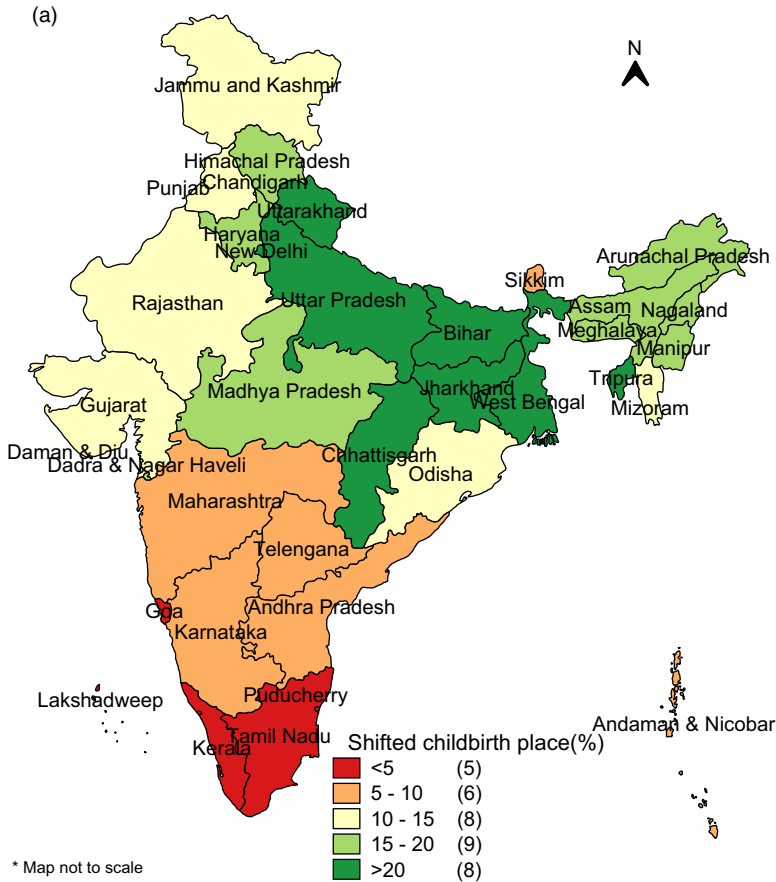 (a)
N
Jammu and Kashmir
Himachal Pradesh
Chandigarh
Punjab
Uttarakhand
Haryana
New Delhi
Arunachal Pradesh
Sikkim
Rajasthan
Uttar Pradesh
Assam
Nagaland
Bihar
Meghalaya
Manipur
Tripura
Jharkhand
Madhya Pradesh
West Bengal
Mizoram
Gujarat
Daman & Diu
Dadra & Nagar Haveli
Chhattisgarh
Odisha
Maharashtra
Telengana
Goa
Andhra Pradesh
Karnataka
Lakshadweep
Puducherry
Andaman & Nicobar
Kerala
Tamil Nadu
Shifted childbirth place(%)
<5 (5)
5 - 10 (6)
10 - 15 (8)
15 - 20 (9)
>20 (8)
* Map not to scale